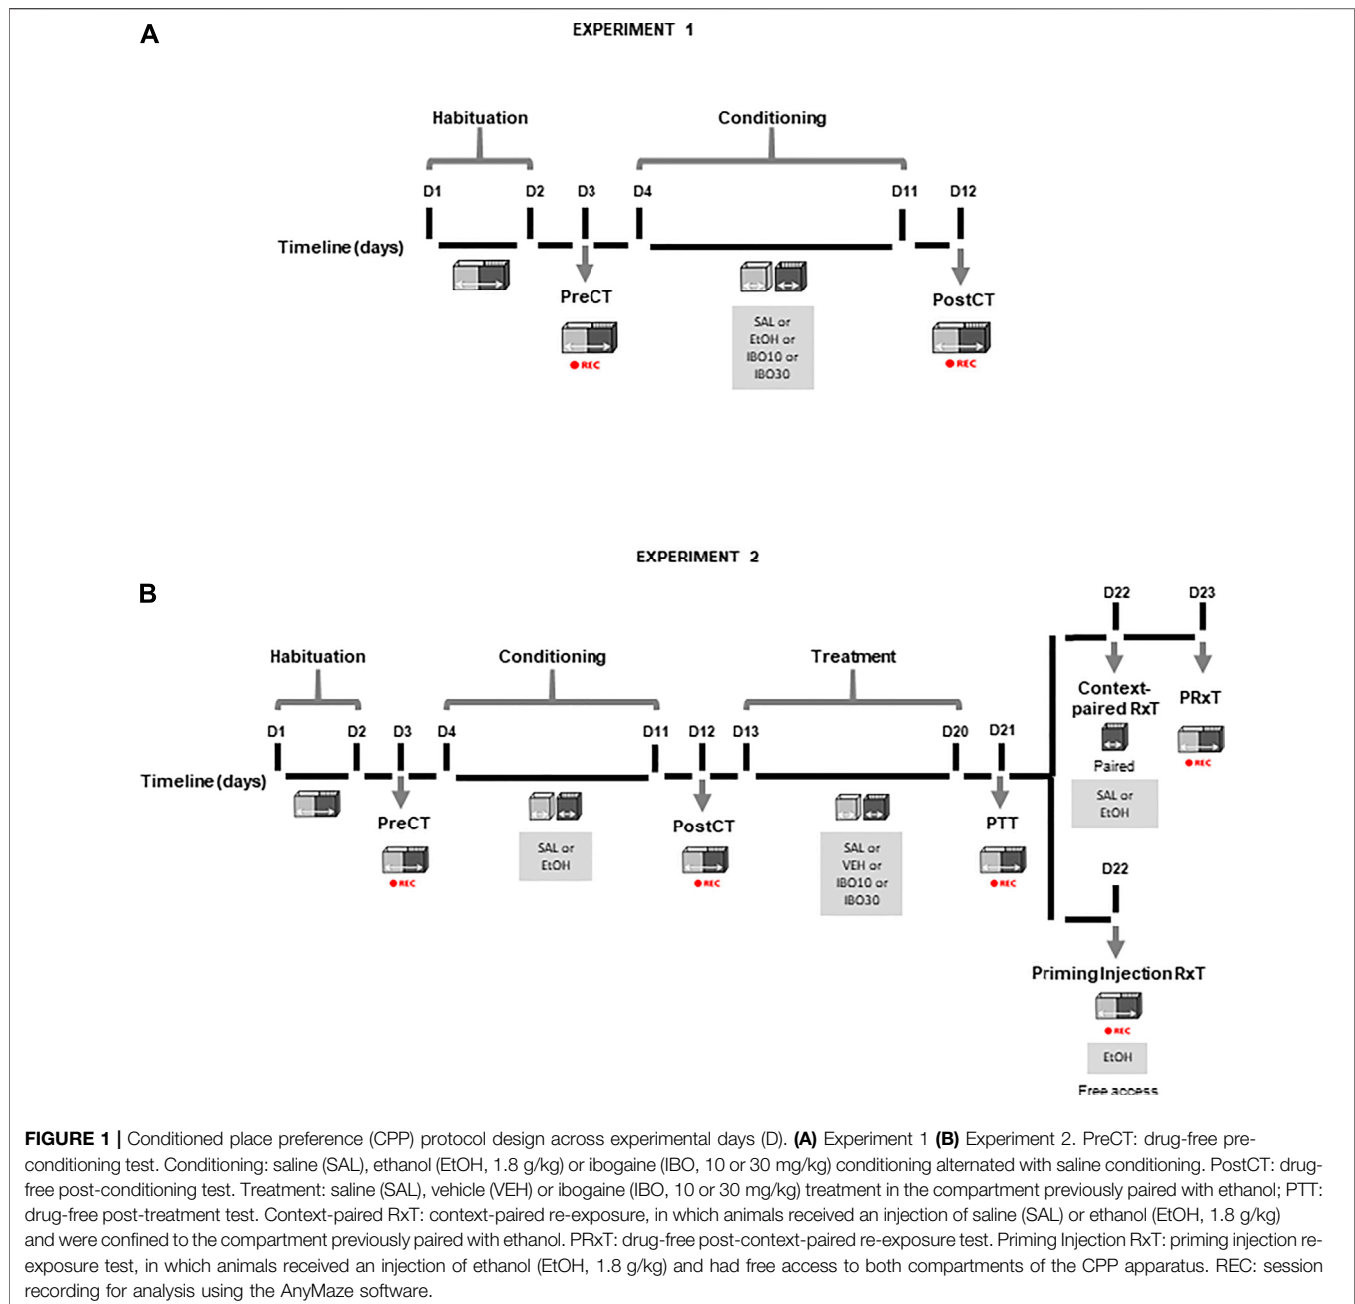 A
EXPERIMENT 1
Habituation
Conditioning
D1
D2
D3
D4
D11
D12
Timeline (days)
PreCT
PostCT
REC
SAL or
EtOH or
IBO10 or
IBO30
REC
EXPERIMENT 2
B
D22
D23
Habituation
Conditioning
Treatment
Context-
paired RxT
PRxT
D1
D2
D3
D4
D11
D12
D13
D20
D21
Timeline (days)
Paired
REC
SAL or
EtOH
PreCT
PostCT
PTT
REC
SAL or
EtOH
REC
SAL or
VEH or
IBO10 or
IBO30
REC
D22
Priming Injection RxT
REC
EtOH
Free access
FIGURE 1 | Conditioned place preference (CPP) protocol design across experimental days (D). (A) Experiment 1 (B) Experiment 2. PreCT: drug-free pre-
conditioning test. Conditioning: saline (SAL), ethanol (EtOH, 1.8 g/kg) or ibogaine (IBO, 10 or 30 mg/kg) conditioning alternated with saline conditioning. PostCT: drug-
free post-conditioning test. Treatment: saline (SAL), vehicle (VEH) or ibogaine (IBO, 10 or 30 mg/kg) treatment in the compartment previously paired with ethanol; PTT:
drug-free post-treatment test. Context-paired RxT: context-paired re-exposure, in which animals received an injection of saline (SAL) or ethanol (EtOH, 1.8 g/kg)
and were confined to the compartment previously paired with ethanol. PRxT: drug-free post-context-paired re-exposure test. Priming Injection RxT: priming injection re-
exposure test, in which animals received an injection of ethanol (EtOH, 1.8 g/kg) and had free access to both compartments of the CPP apparatus. REC: session
recording for analysis using the AnyMaze software.